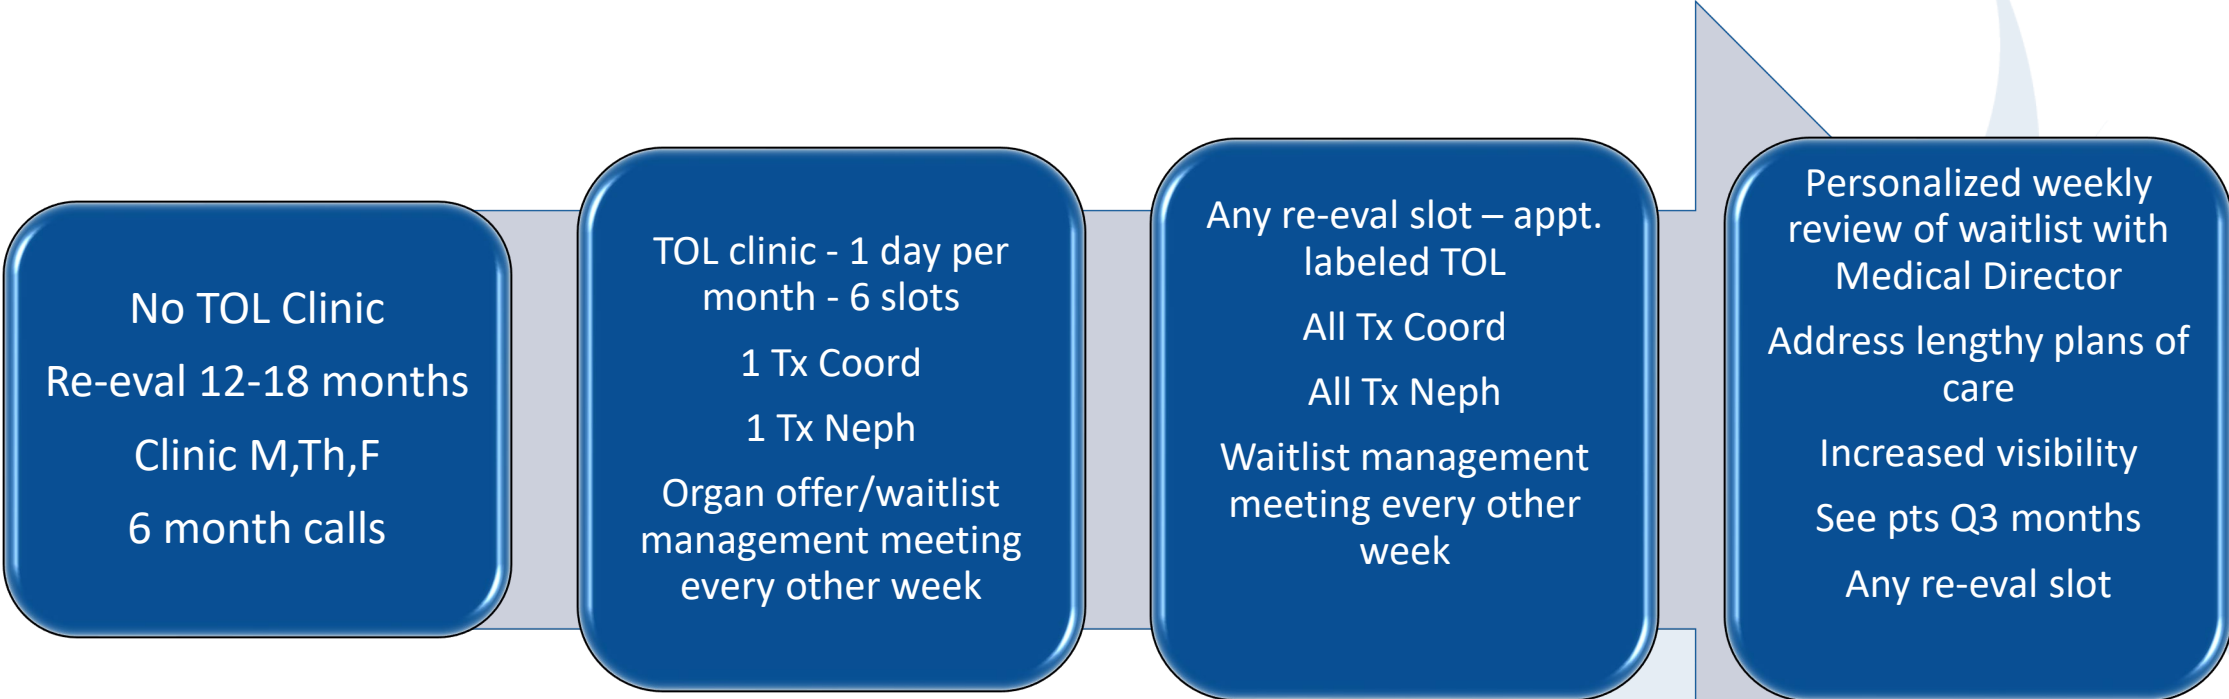 No TOL Clinic
Re-eval 12-18 months
Clinic M,Th,F
6 month calls
TOL clinic - 1 day per
month - 6 slots
1 Tx Coord
1 Tx Neph
Organ offer/waitlist
management meeting
every other week
Any re-eval slot – appt.
labeled TOL
All Tx Coord
All Tx Neph
Waitlist management
meeting every other
week
Personalized weekly
review of waitlist with
Medical Director
Address lengthy plans of
care
Increased visibility
See pts Q3 months
Any re-eval slot